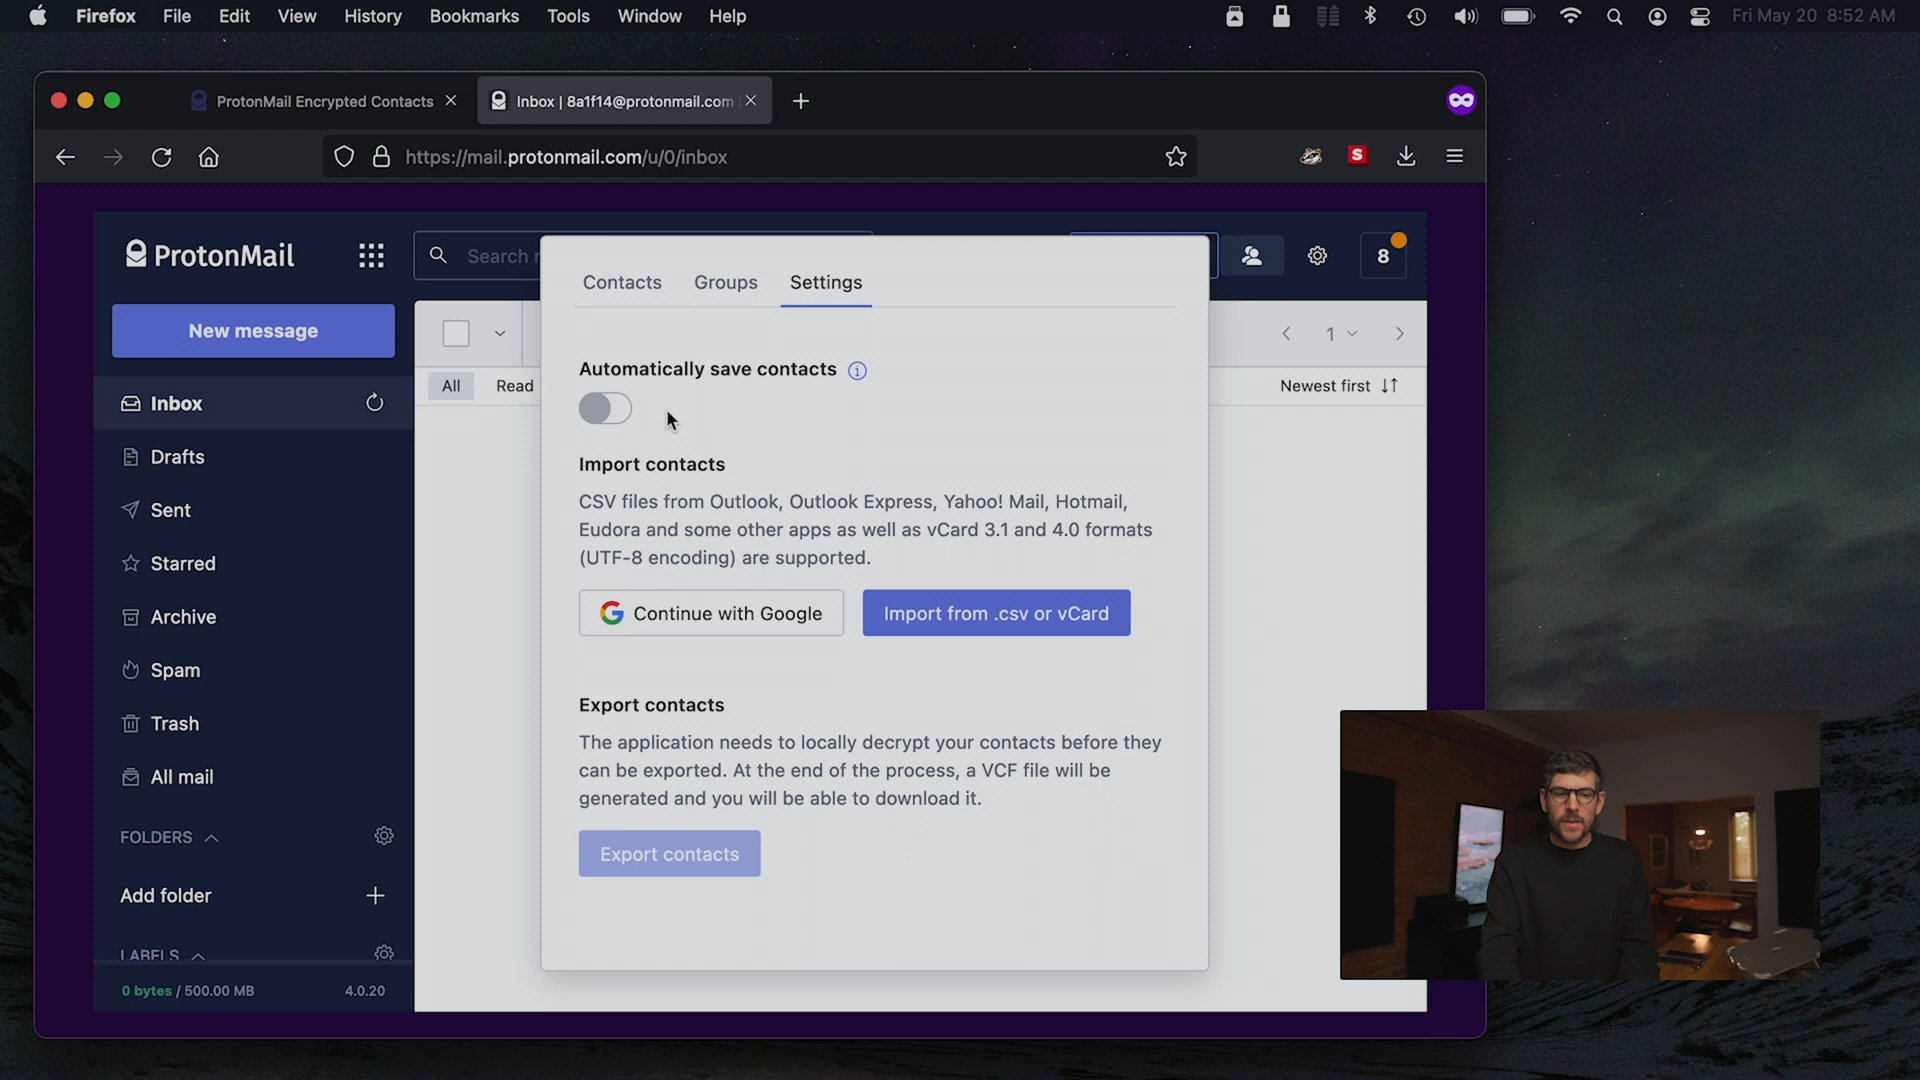 Firefox File Edit View History Bookmarks Tools Window Help Fri May 20 8:52 AM
ProtonMail Encrypted Contacts Inbox | 8a1f14@protonmail.com
https://mail.protonmail.com/u/0/inbox S
ProtonMail
Search
8
Contacts Groups Settings
New message
1
All Read
Newest first
Inbox
Drafts
Sent
Starred
Archive
Spam
Trash
All mail
FOLDERS
Add folder
LABELS
0 bytes / 500.00 MB 4.0.20
Automatically save contacts i
Import contacts
CSV files from Outlook, Outlook Express, Yahoo! Mail, Hotmail,
Eudora and some other apps as well as vCard 3.1 and 4.0 formats
(UTF-8 encoding) are supported.
Continue with Google
Import from .csv or vCard
Export contacts
The application needs to locally decrypt your contacts before they
can be exported. At the end of the process, a VCF file will be
generated and you will be able to download it.
Export contacts